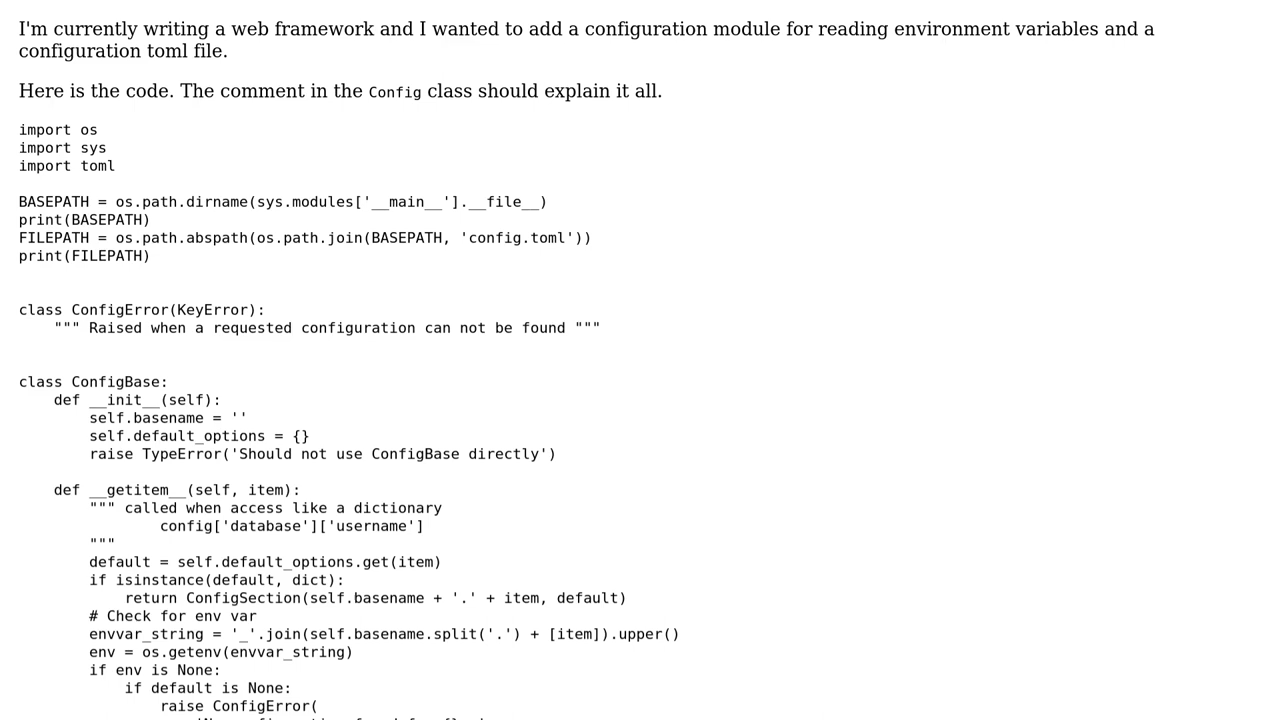 I'm currently writing a web framework and I wanted to add a configuration module for reading environment variables and a
configuration toml file.
Here is the code. The comment in the Config class should explain it all.
import os
import sys
import toml
BASEPATH = os.path.dirname(sys.modules['__main__'].__file__)
print(BASEPATH)
FILEPATH = os.path.abspath(os.path.join(BASEPATH, 'config.toml'))
print(FILEPATH)
class ConfigError(KeyError):
    """ Raised when a requested configuration can not be found """
class ConfigBase:
    def __init__(self):
        self.basename = ''
        self.default_options = {}
        raise TypeError('Should not use ConfigBase directly')
    def __getitem__(self, item):
        """ called when access like a dictionary
                config['database']['username']
        """
        default = self.default_options.get(item)
        if isinstance(default, dict):
            return ConfigSection(self.basename + '.' + item, default)
        # Check for env var
        envvar_string = '_'.join(self.basename.split('.') + [item]).upper()
        env = os.getenv(envvar_string)
        if env is None:
            if default is None:
                raise ConfigError(